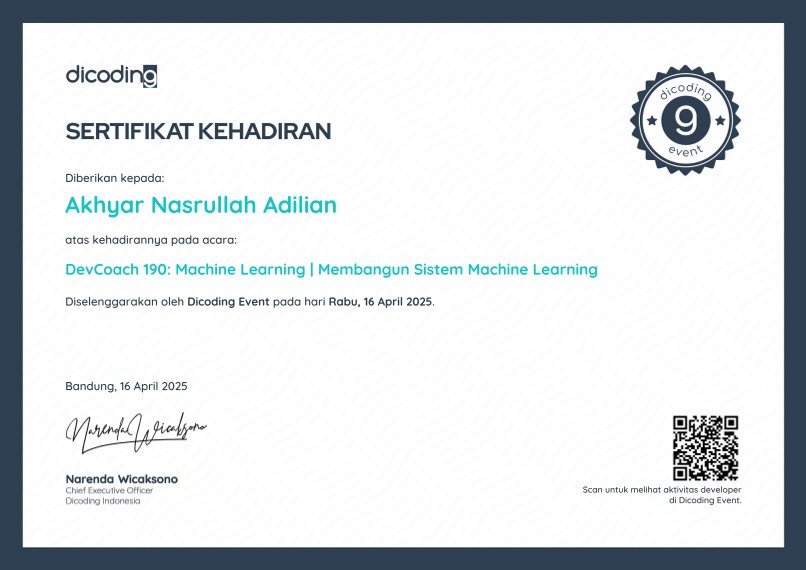 dicoding
SERTIFIKAT KEHADIRAN
dicoding
9
event
Diberikan kepada:
Akhyar Nasrullah Adilian
atas kehadirannya pada acara:
DevCoach 190: Machine Learning | Membangun Sistem Machine Learning
Diselenggarakan oleh Dicoding Event pada hari Rabu, 16 April 2025.
Bandung, 16 April 2025
Narenda Wicaksono
Narenda Wicaksono
Chief Executive Officer
Dicoding Indonesia
Scan untuk melihat aktivitas developer
di Dicoding Event.